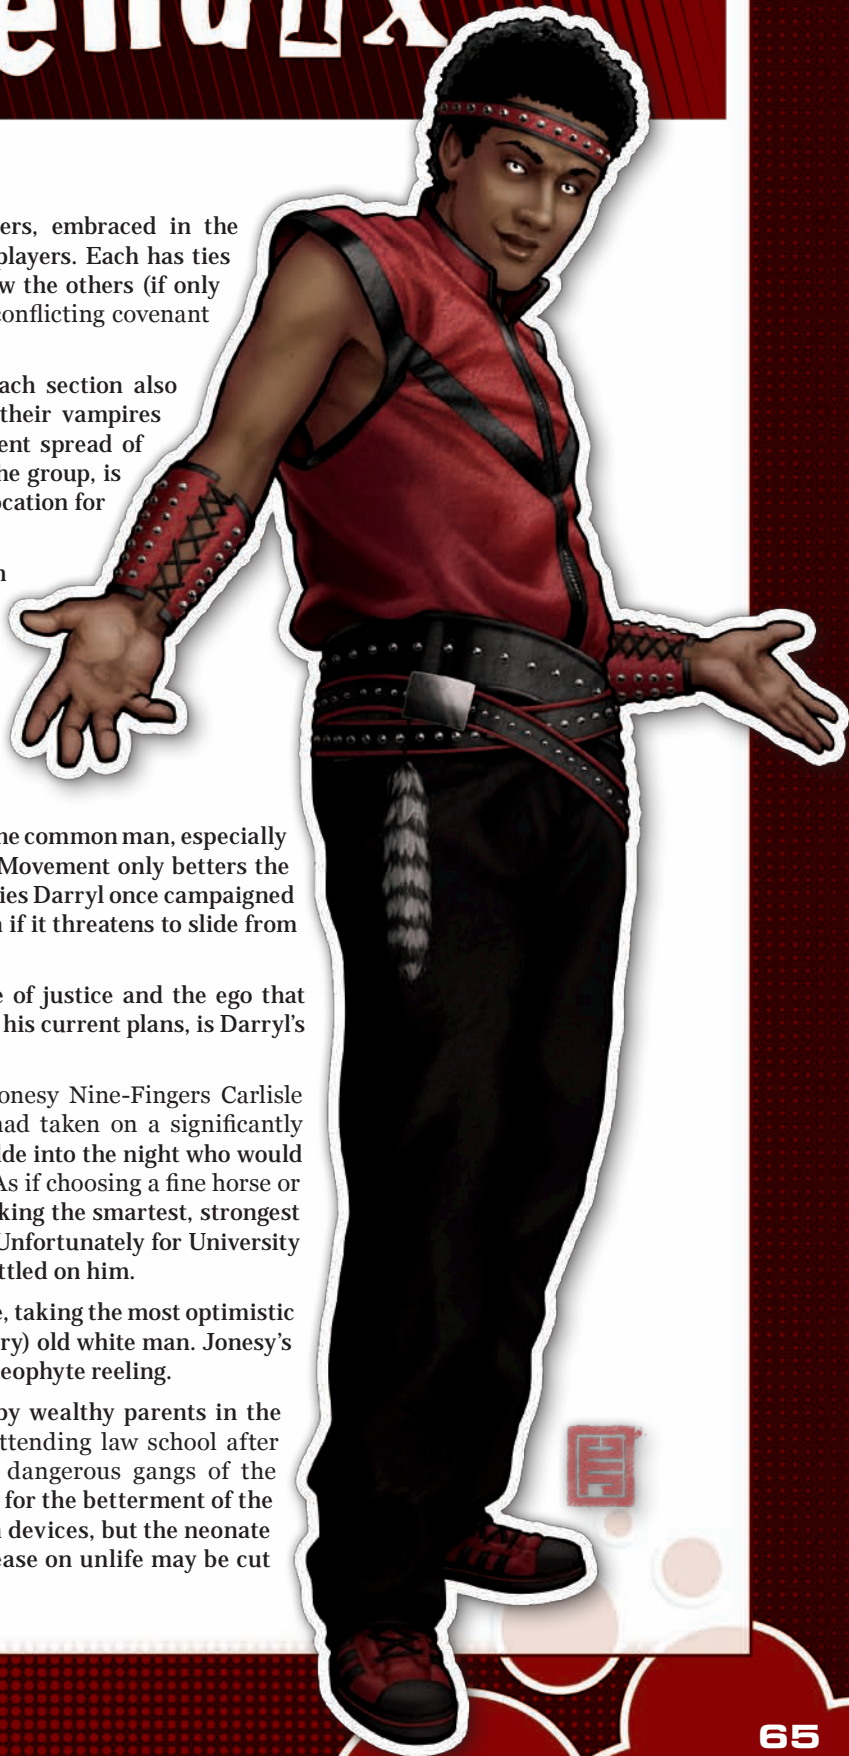 endix
ers, embraced in the
players. Each has ties
w the others (if only
conflicting covenant
ach section also
their vampires
ent spread of
he group, is
ocation for
n
he common man, especially
Movement only betters the
ies Darryl once campaigned
n if it threatens to slide from
e of justice and the ego that
his current plans, is Darryl's
onesy Nine-Fingers Carlisle
had taken on a significantly
lde into the night who would
As if choosing a fine horse or
king the smartest, strongest
Unfortunately for University
ttled on him.
e, taking the most optimistic
ry) old white man. Jonesy's
eophyte reeling.
by wealthy parents in the
ttending law school after
dangerous gangs of the
for the betterment of the
n devices, but the neonate
ease on unlife may be cut
65